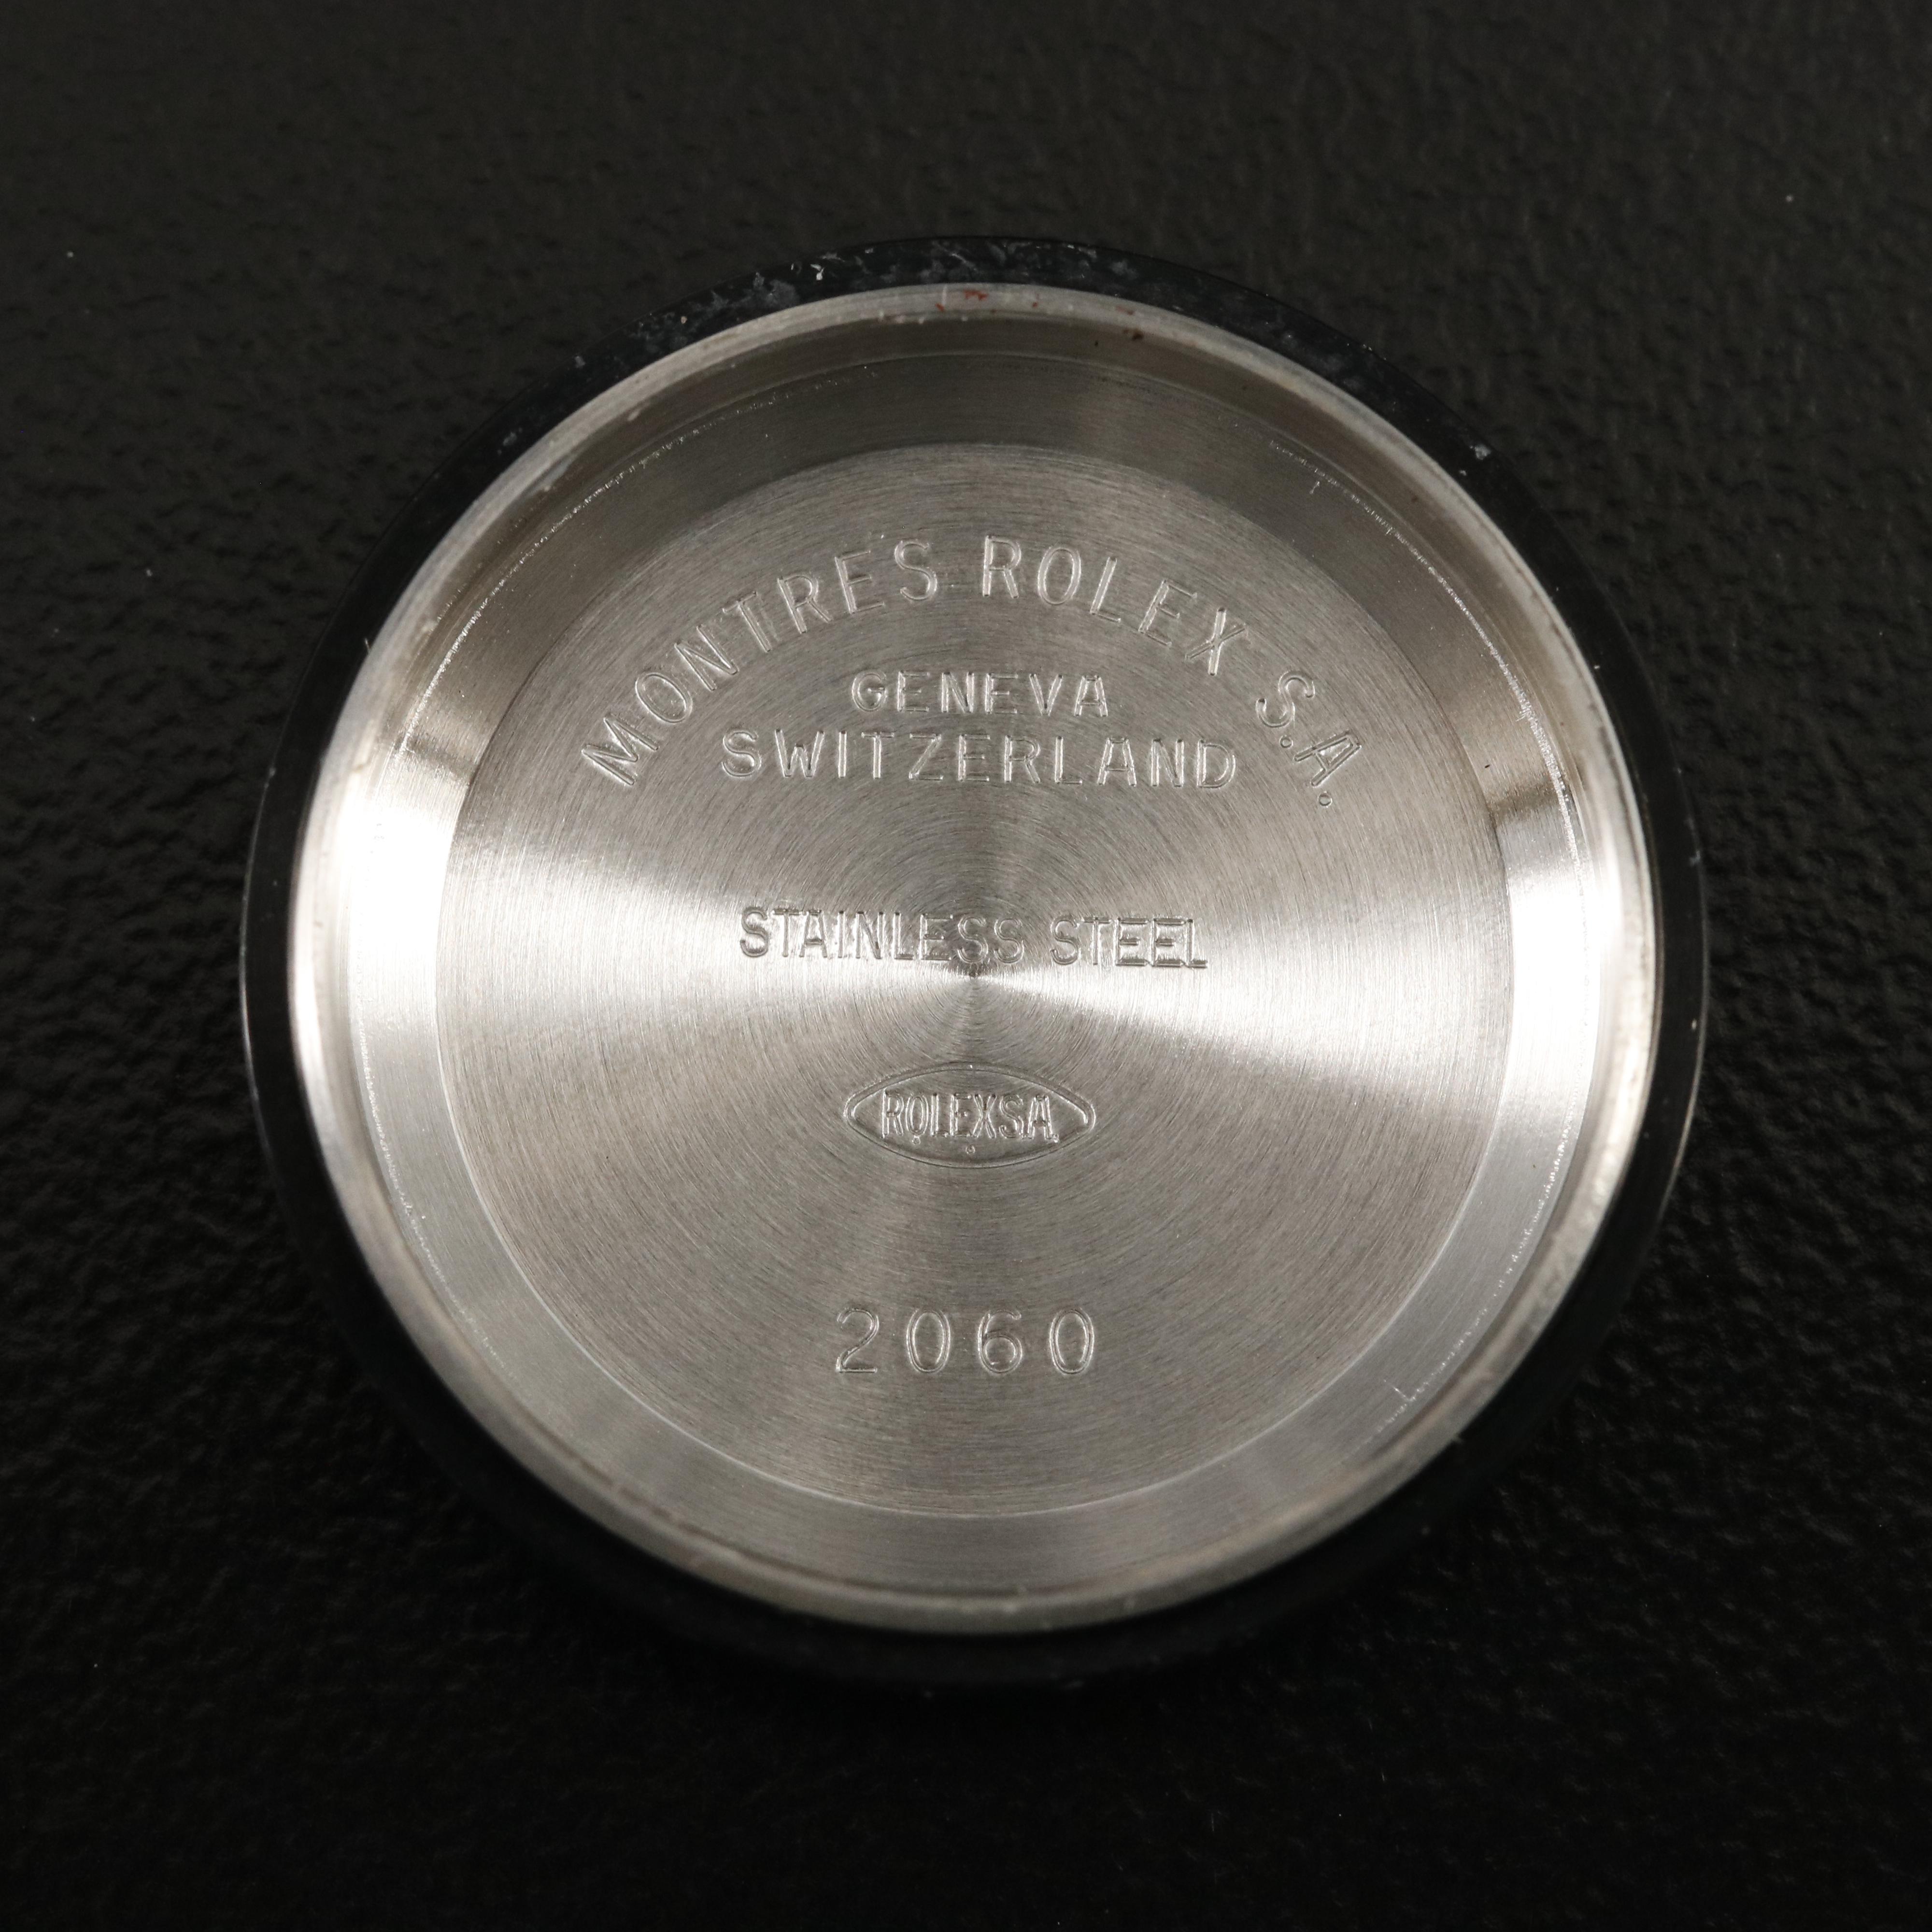 MONTRES ROLEX S.A.
GENEVA
SWITZERLAND
STAINLESS STEEL
ROLEXSA
2060